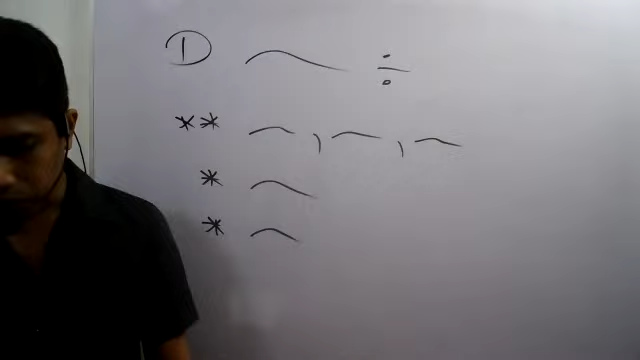 ① ⁓ ÷
** ⁓ , ⁓ , ⁓
* ⁓
* ⁓